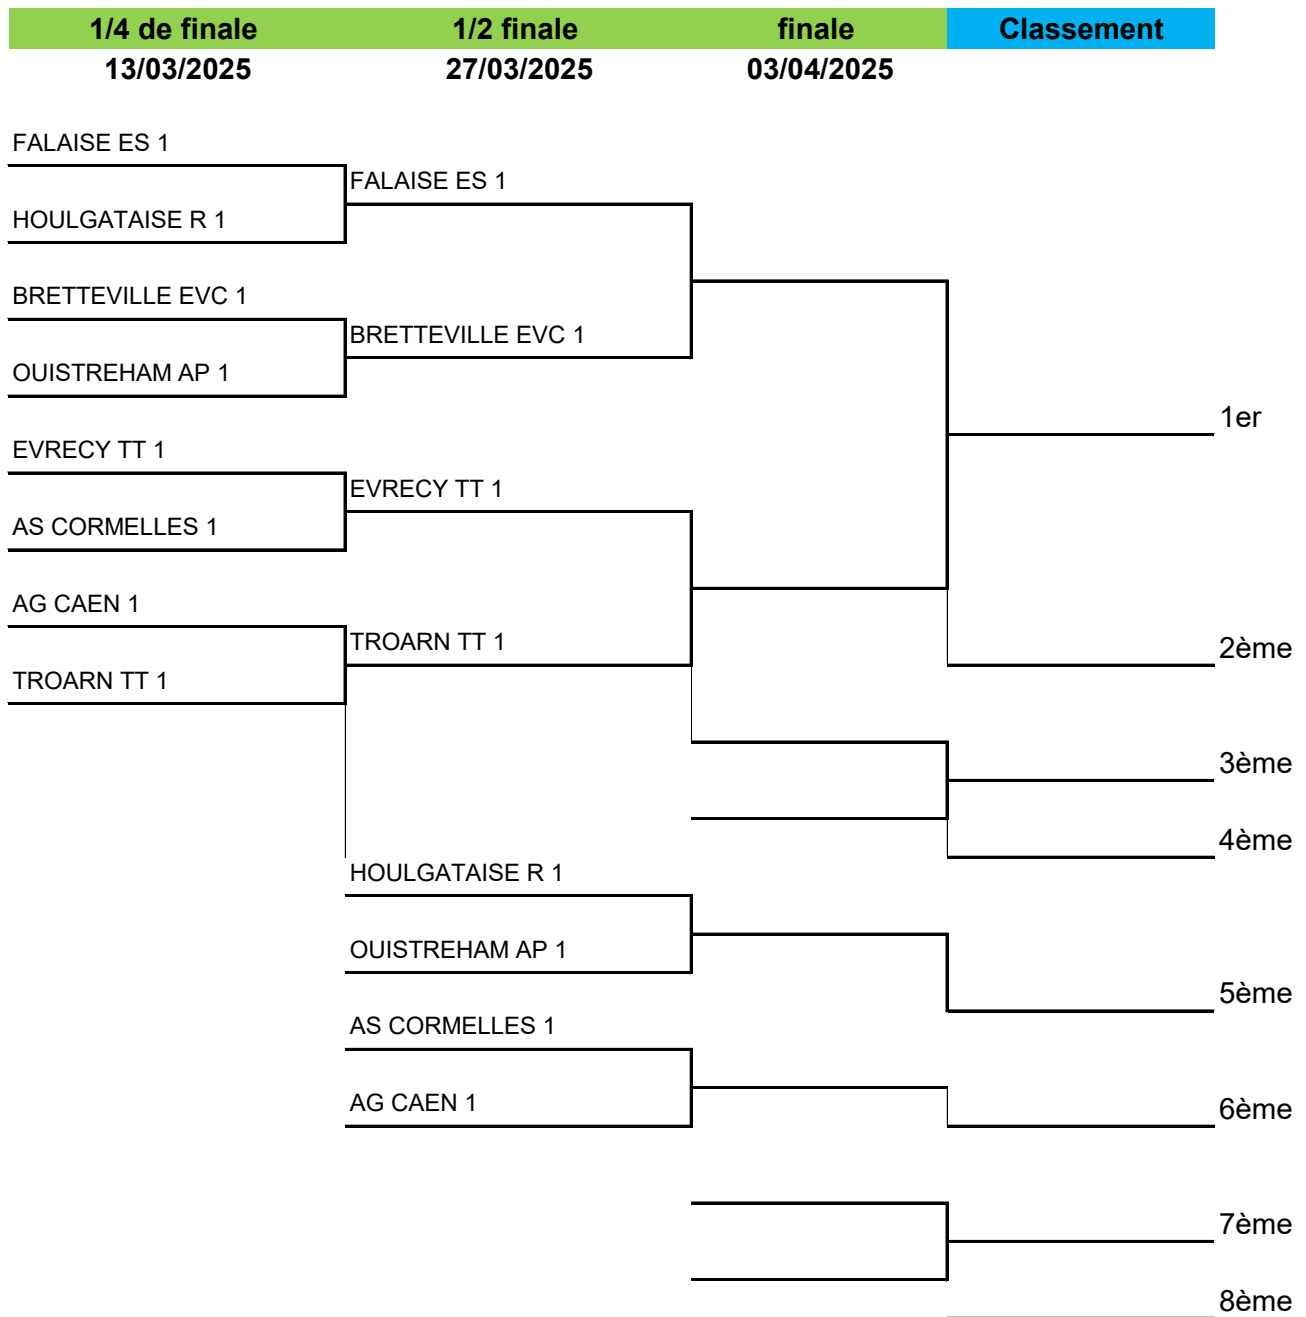 1/4 de finale 1/2 finale finale Classement
13/03/2025 27/03/2025 03/04/2025
FALAISE ES 1
FALAISE ES 1
HOULGATAISE R 1
BRETTEVILLE EVC 1
BRETTEVILLE EVC 1
OUISTREHAM AP 1
1er
EVRECY TT 1
EVRECY TT 1
AS CORMELLES 1
AG CAEN 1
TROARN TT 1
2ème
TROARN TT 1
3ème
4ème
HOULGATAISE R 1
OUISTREHAM AP 1
5ème
AS CORMELLES 1
AG CAEN 1
6ème
7ème
8ème